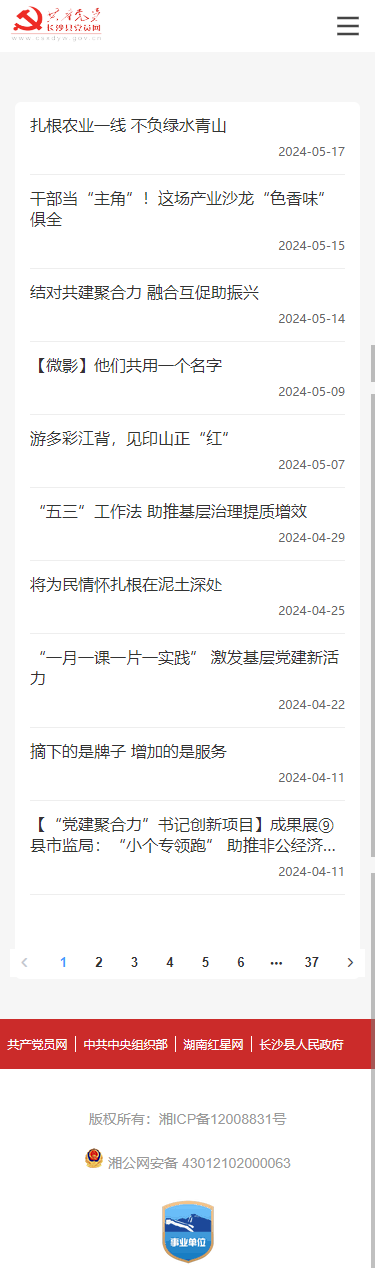 共产党员
长沙县党员网
www.csxdyw.gov.cn
扎根农业一线 不负绿水青山
2024-05-17
干部当“主角”！这场产业沙龙“色香味”
俱全
2024-05-15
结对共建聚合力 融合互促助振兴
2024-05-14
【微影】他们共用一个名字
2024-05-09
游多彩江背，见印山正“红”
2024-05-07
“五三”工作法 助推基层治理提质增效
2024-04-29
将为民情怀扎根在泥土深处
2024-04-25
“一月一课一片一实践” 激发基层党建新活
力
2024-04-22
摘下的是牌子 增加的是服务
2024-04-11
【“党建聚合力”书记创新项目】成果展⑨
县市监局：“小个专领跑” 助推非公经济...
2024-04-11
1 2 3 4 5 6 ••• 37
共产党员网 | 中共中央组织部 | 湖南红星网 | 长沙县人民政府
版权所有：湘ICP备12008831号
湘公网安备 43012102000063
事业单位